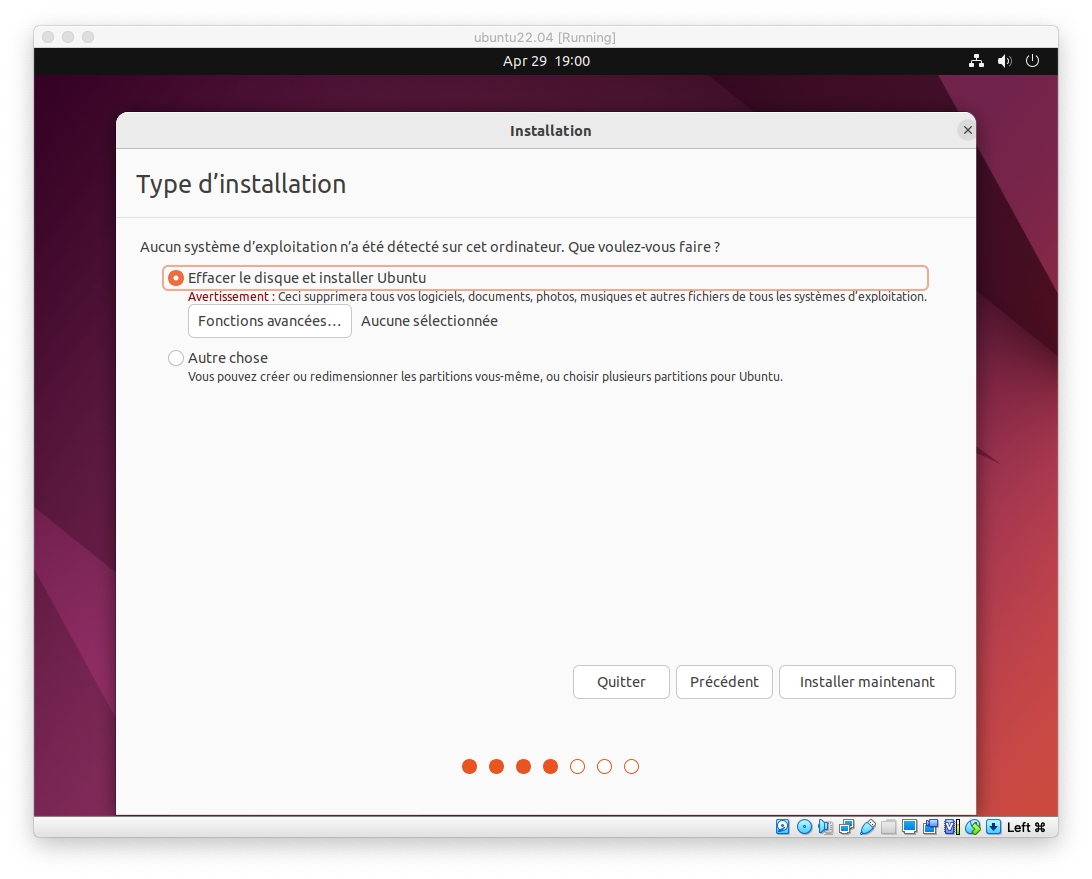 ubuntu22.04 [Running]
Apr 29 19:00
Installation
Type d’installation
Aucun système d’exploitation n’a été détecté sur cet ordinateur. Que voulez-vous faire ?
Effacer le disque et installer Ubuntu
Avertissement : Ceci supprimera tous vos logiciels, documents, photos, musiques et autres fichiers de tous les systèmes d’exploitation.
Fonctions avancées… Aucune sélectionnée
Autre chose
Vous pouvez créer ou redimensionner les partitions vous-même, ou choisir plusieurs partitions pour Ubuntu.
Quitter Précédent Installer maintenant
Left ⌘